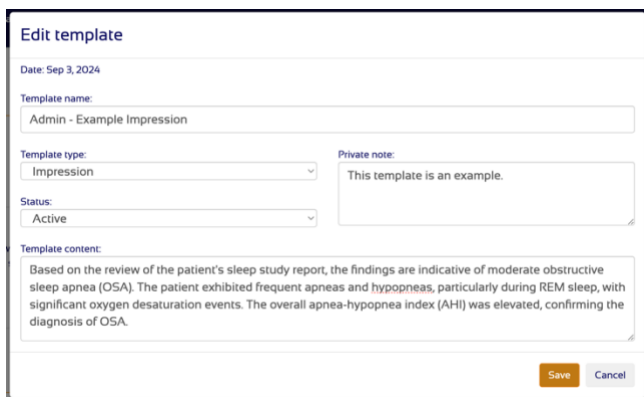 Edit template
Date: Sep 3, 2024
Template name:
Admin - Example Impression
Template type:
Impression
Private note:
This template is an example.
Status:
Active
Template content:
Based on the review of the patient's sleep study report, the findings are indicative of moderate obstructive
sleep apnea (OSA). The patient exhibited frequent apneas and hypopneas, particularly during REM sleep, with
significant oxygen desaturation events. The overall apnea-hypopnea index (AHI) was elevated, confirming the
diagnosis of OSA.
Save
Cancel